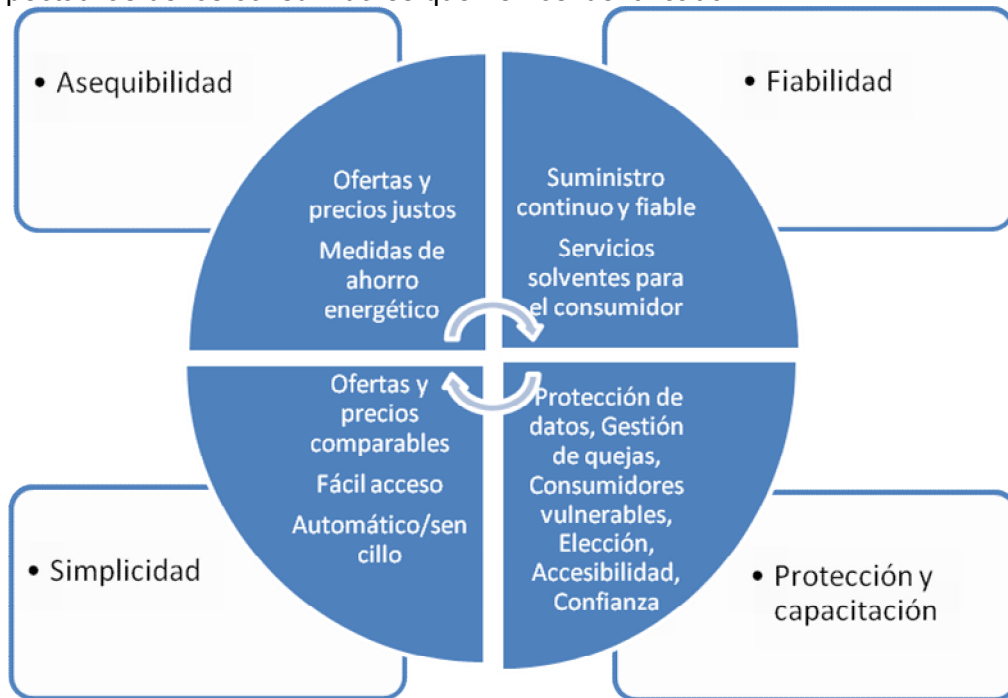 • Asequibilidad
Ofertas y
precios justos
Medidas de
ahorro
energético
• Fiabilidad
Suministro
continuo y fiable
Servicios
solventes para
el consumidor
• Simplicidad
Ofertas y
precios
comparables
Fácil acceso
Automático/sen
cillo
• Protección y
capacitación
Protección de
datos, Gestión
de quejas,
Consumidores
vulnerables,
Elección,
Accesibilidad,
Confianza